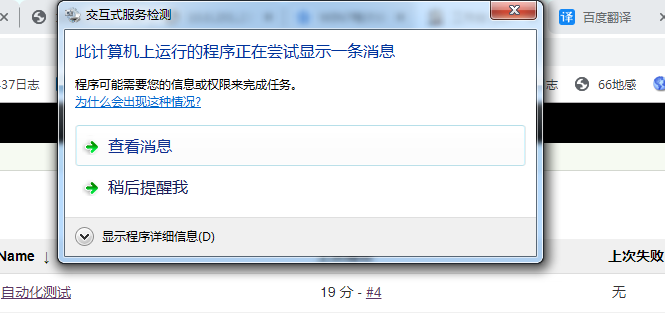 交互式服务检测
百度翻译
此计算机上运行的程序正在尝试显示一条消息
程序可能需要您的信息或权限来完成任务。
为什么会出现这种情况?
37日志
志
66地感
查看消息
稍后提醒我
显示程序详细信息(D)
Name ↓
上次失败
自动化测试
19 分 - #4
无